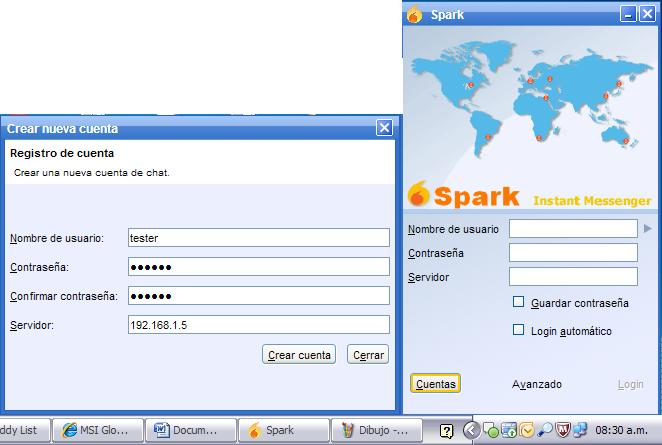 Spark
Spark Instant Messenger
Crear nueva cuenta
Registro de cuenta
Crear una nueva cuenta de chat.
Nombre de usuario: tester
Contraseña: ●●●●●●
Confirmar contraseña: ●●●●●●
Servidor: 192.168.1.5
Crear cuenta Cerrar
Nombre de usuario
Contraseña
Servidor
Guardar contraseña
Login automático
Cuentas Avanzado Login
ddy List MSI Glo... Docum... Spark Dibujo -... 08:30 a.m.